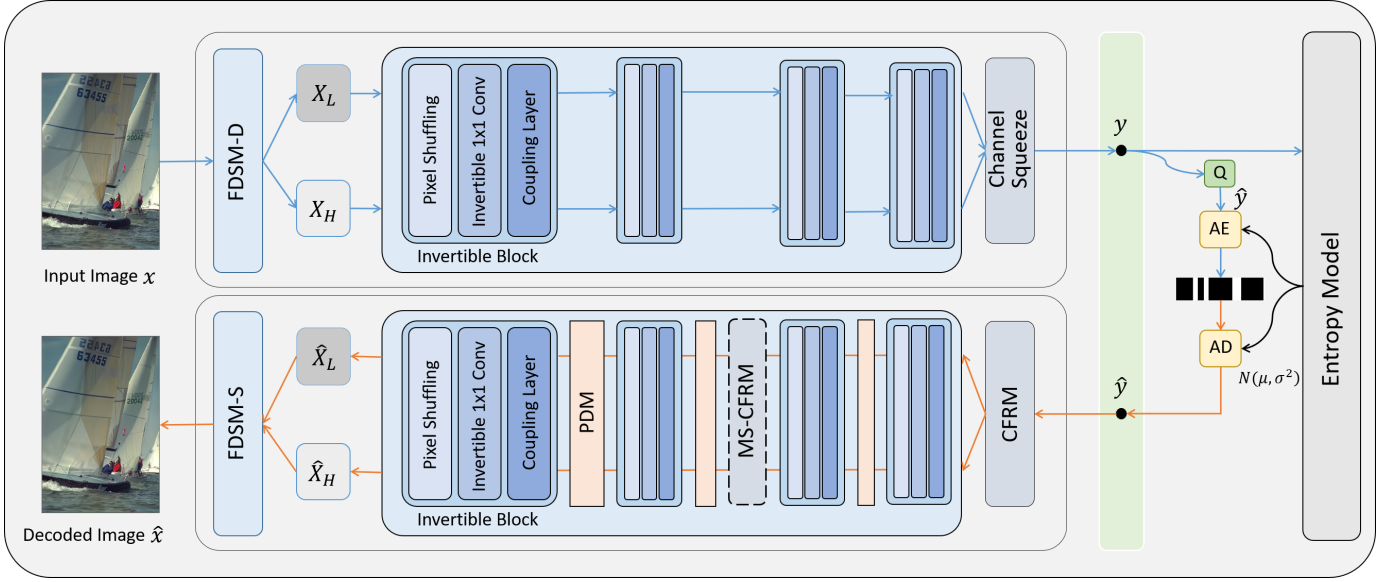 Input Image x
FDSM-D
X_L
X_H
Pixel Shuffling
Invertible 1x1 Conv
Coupling Layer
Invertible Block
Channel
Squeeze
y
Q
ŷ
AE
AD
N(μ, σ²)
Entropy Model
63455
Decoded Image x̂
FDSM-S
X̂_L
X̂_H
Pixel Shuffling
Invertible 1x1 Conv
Coupling Layer
Invertible Block
PDM
MS-CFRM
CFRM
ŷ
63455